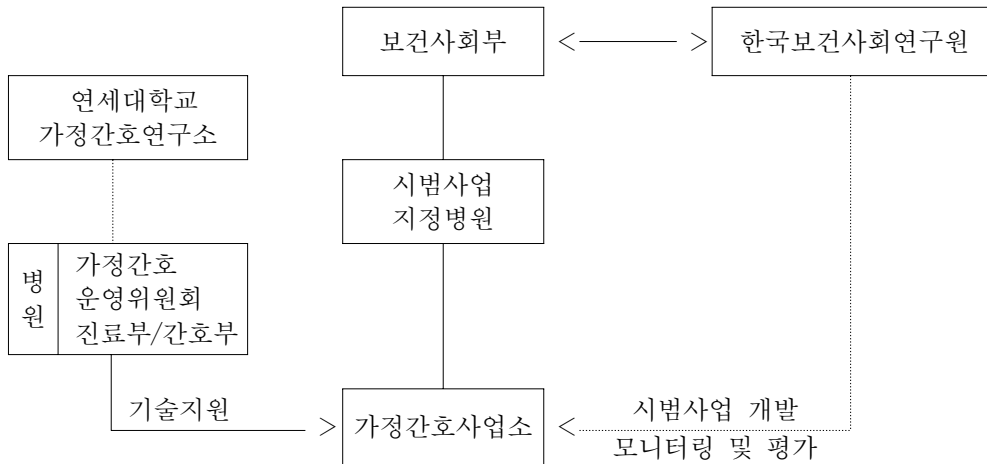 보건사회부
한국보건사회연구원
연세대학교
가정간호연구소
시범사업
지정병원
병원
가정간호
운영위원회
진료부/간호부
기술지원
가정간호사업소
시범사업 개발
모니터링 및 평가